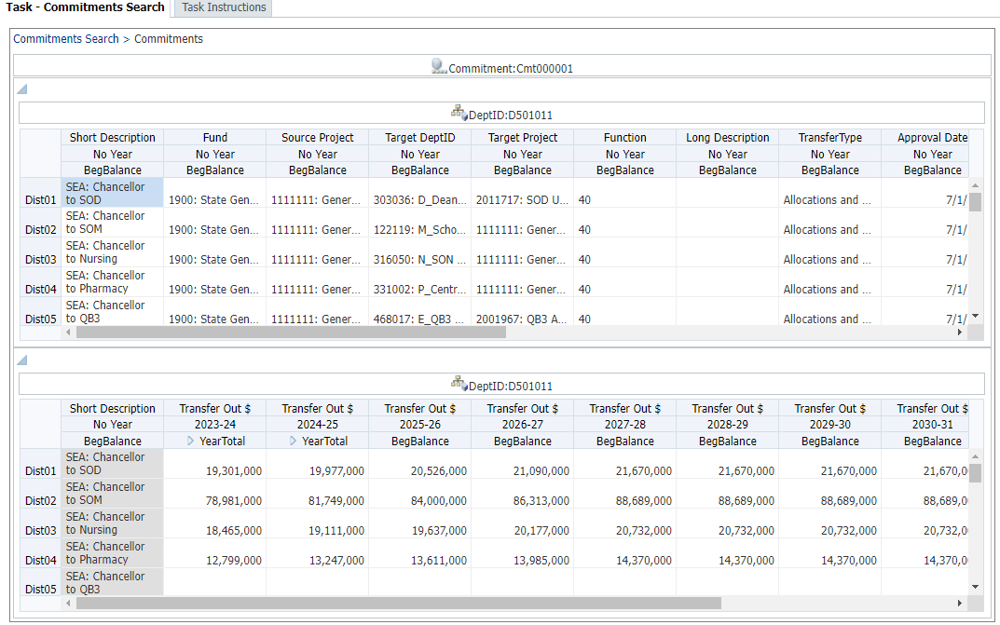 Task - Commitments Search Task Instructions
Commitments Search > Commitments
Commitment:Cmt000001
DeptID:D501011
Short Description Fund Source Project Target DeptID Target Project Function Long Description TransferType Approval Date
No Year No Year No Year No Year No Year No Year No Year No Year No Year
BegBalance BegBalance BegBalance BegBalance BegBalance BegBalance BegBalance BegBalance BegBalance
SEA: Chancellor
Dist01 to SOD 1900: State Gen... 1111111: Gener... 303036: D_Dean... 2011717: SOD U... 40 Allocations and ... 7/1/
SEA: Chancellor
Dist02 to SOM 1900: State Gen... 1111111: Gener... 122119: M_Scho... 1111111: Gener... 40 Allocations and ... 7/1/
SEA: Chancellor
Dist03 to Nursing 1900: State Gen... 1111111: Gener... 316050: N_SON ... 1111111: Gener... 40 Allocations and ... 7/1/
SEA: Chancellor
Dist04 to Pharmacy 1900: State Gen... 1111111: Gener... 331002: P_Centr... 1111111: Gener... 40 Allocations and ... 7/1/
SEA: Chancellor
Dist05 to QB3 1900: State Gen... 1111111: Gener... 468017: E_QB3 ... 2001967: QB3 A... 40 Allocations and ... 7/1/
DeptID:D501011
Short Description Transfer Out $ Transfer Out $ Transfer Out $ Transfer Out $ Transfer Out $ Transfer Out $ Transfer Out $ Transfer Out $
No Year 2023-24 2024-25 2025-26 2026-27 2027-28 2028-29 2029-30 2030-31
BegBalance YearTotal YearTotal BegBalance BegBalance BegBalance BegBalance BegBalance BegBalance
SEA: Chancellor
Dist01 to SOD 19,301,000 19,977,000 20,526,000 21,090,000 21,670,000 21,670,000 21,670,000 21,670,0
SEA: Chancellor
Dist02 to SOM 78,981,000 81,749,000 84,000,000 86,313,000 88,689,000 88,689,000 88,689,000 88,689,0
SEA: Chancellor
Dist03 to Nursing 18,465,000 19,111,000 19,637,000 20,177,000 20,732,000 20,732,000 20,732,000 20,732,0
SEA: Chancellor
Dist04 to Pharmacy 12,799,000 13,247,000 13,611,000 13,985,000 14,370,000 14,370,000 14,370,000 14,370,0
SEA: Chancellor
Dist05 to QB3